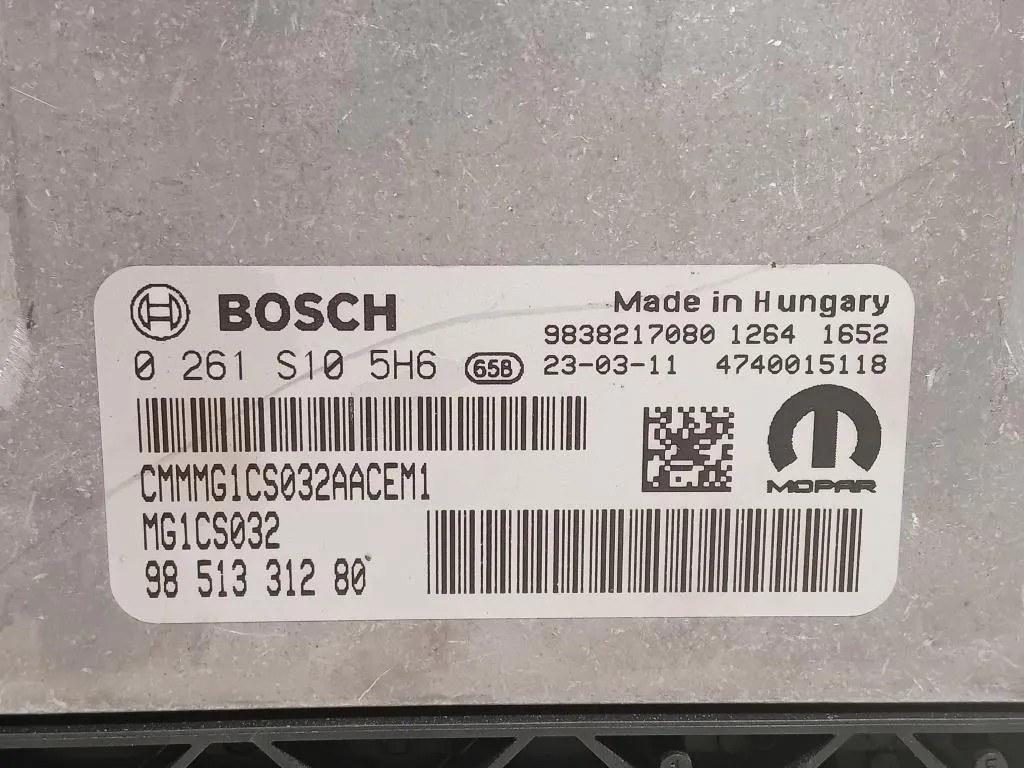 BOSCH
Made in Hungary
9838217080 1264 1652
0 261 S10 5H6 65B 23-03-11 4740015118
CMMMG1CS032AACEM1
MOPAR
MG1CS032
98 513 312 80